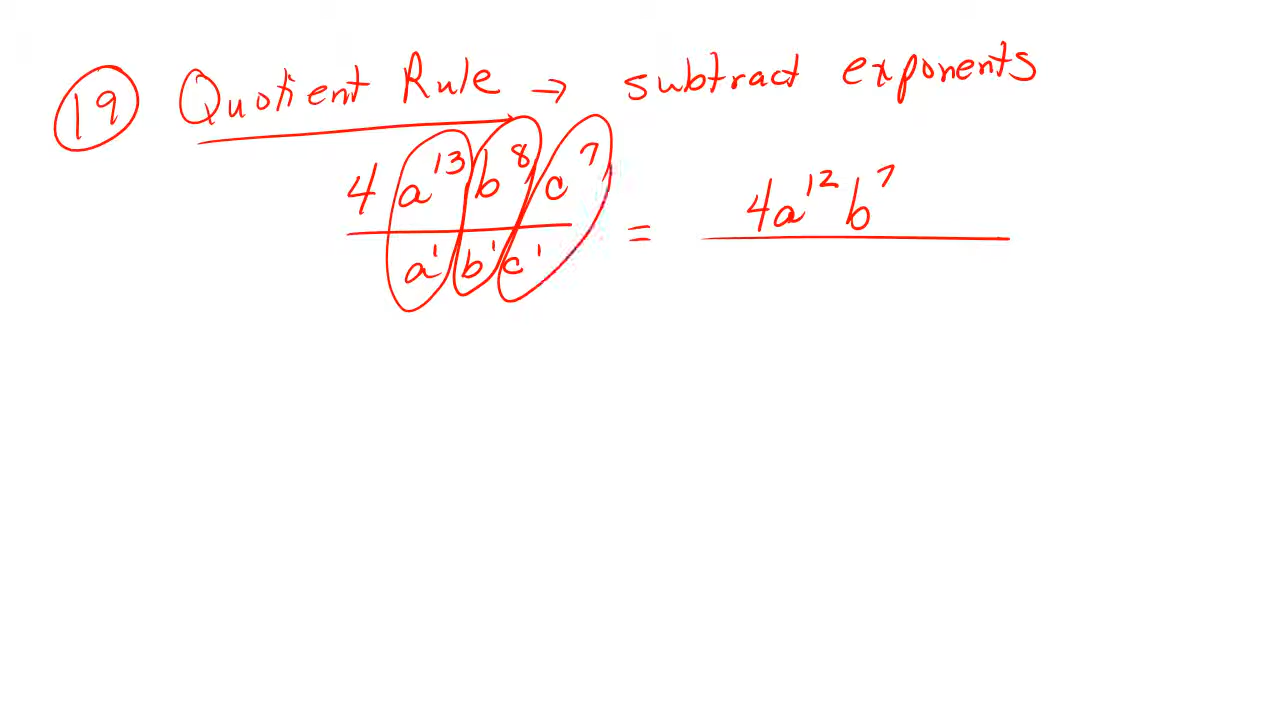 19 Quotient Rule → subtract exponents
4 a¹³ b⁸ c⁷ = 4a¹² b⁷
a¹ b¹ c¹